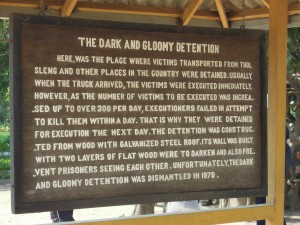 THE DARK AND GLOOMY DETENTION
HERE, WAS THE PLACE WHERE VICTIMS TRANSPORTED FROM TUOL
SLENG AND OTHER PLACES IN THE COUNTRY WERE DETAINED. USUALLY,
WHEN THE TRUCK ARRIVED, THE VICTIMS WERE EXECUTED IMMEDIATELY.
HOWEVER, AS THE NUMBER OF VICTIMS TO BE EXECUTED WAS INCREA-
SED UP TO OVER 300 PER DAY, EXECUTIONERS FAILED IN ATTEMPT
TO KILL THEM WITHIN A DAY. THAT IS WHY THEY WERE DETAINED
FOR EXECUTION THE NEXT DAY. THE DETENTION WAS CONSTRUC-
TED FROM WOOD WITH GALVANIZED STEEL ROOF. ITS WALL WAS BUILT
WITH TWO LAYERS OF FLAT WOOD WERE TO DARKEN AND ALSO PRE-
VENT PRISONERS SEEING EACH OTHER. UNFORTUNATELY, THE DARK
AND GLOOMY DETENTION WAS DISMANTLED IN 1979.